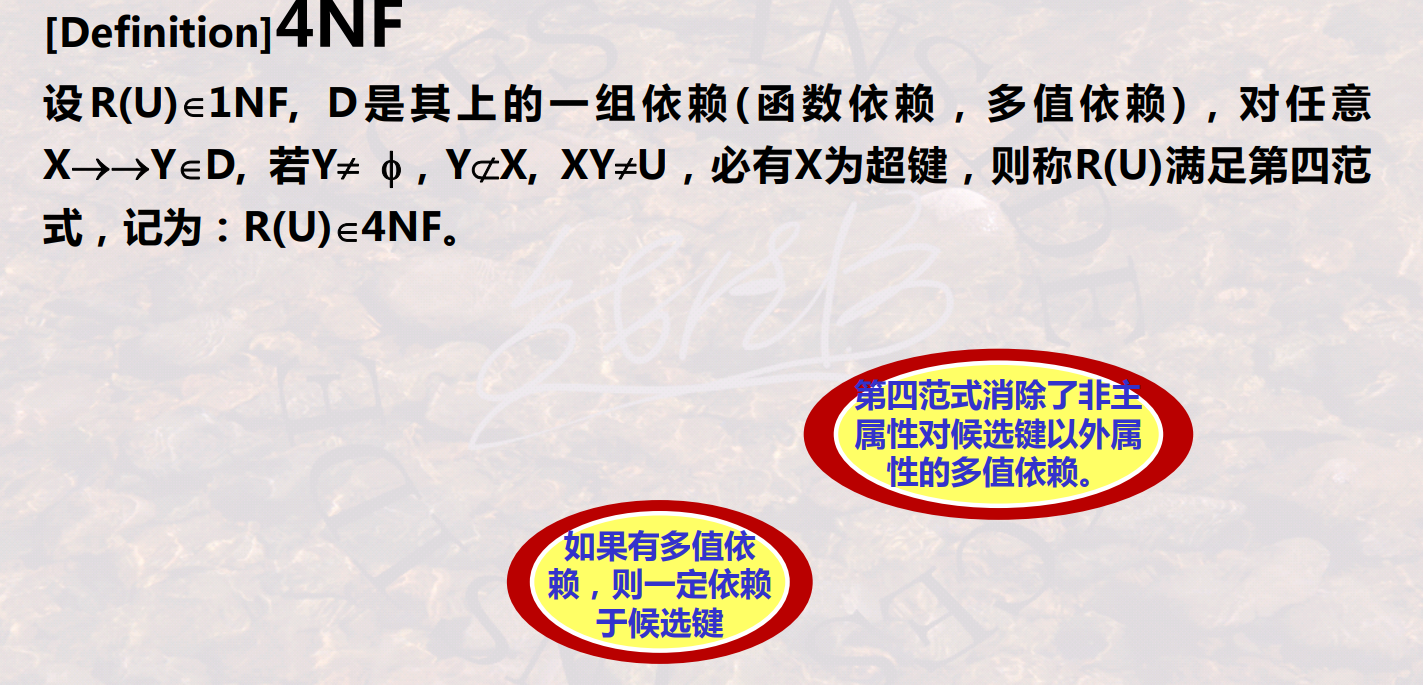 [Definition]4NF
设R(U)∈1NF, D是其上的一组依赖(函数依赖，多值依赖)，对任意
X→→Y∈D, 若Y≠ ϕ，Y⊄X, XY≠U，必有X为超键，则称R(U)满足第四范
式，记为：R(U)∈4NF。
第四范式消除了非主
属性对候选键以外属
性的多值依赖。
如果有多值依
赖，则一定依赖
于候选键